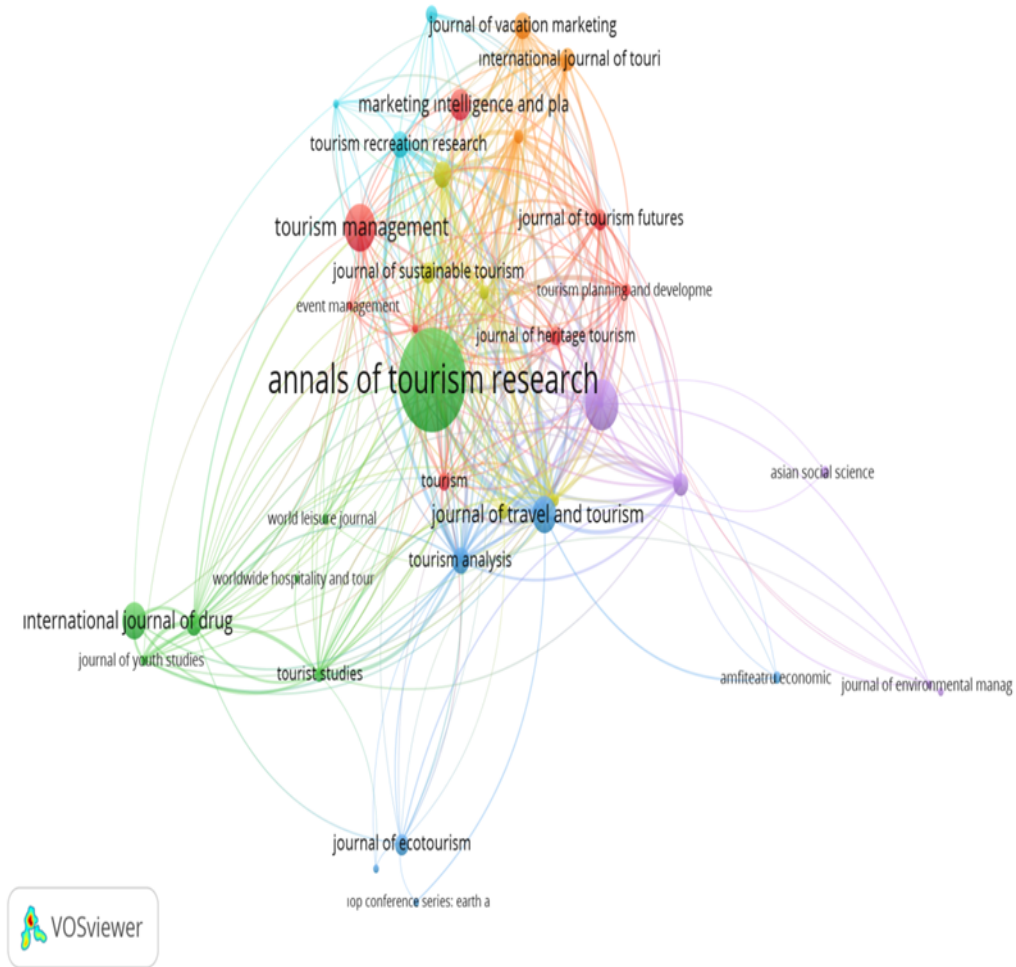 journal of vacation marketing
ınternational journal of touri
marketing ıntelligence and pla
tourism recreation research
journal of tourism futures
tourism management
journal of sustainable tourism
tourism planning and developme
event management
journal of heritage tourism
annals of tourism research
asian social science
tourism
journal of travel and tourism
world leisure journal
tourism analysis
worldwide hospitality and tour
ınternational journal of drug
journal of youth studies
tourist studies
amfiteatru economic
journal of environmental manag
journal of ecotourism
ıop conference series: earth a
VOSviewer